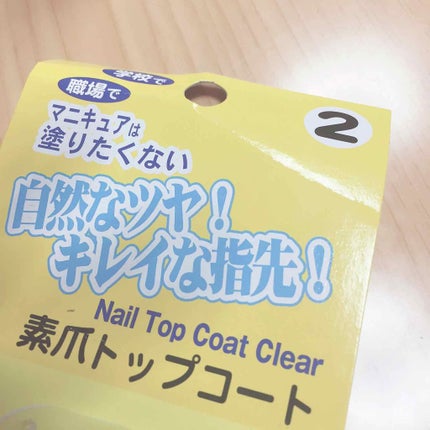 学校で
職場で
2
マニキュアは
塗りたくない
自然なツヤ!
キレイな指先!
Nail Top Coat Clear
素爪トップコート